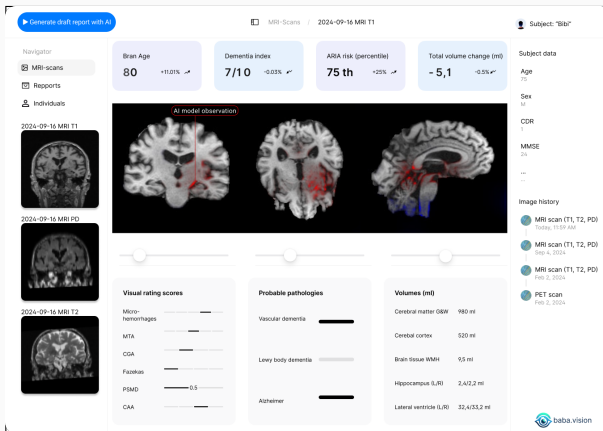 ▶ Generate draft report with AI
MRI-Scans / 2024-09-16 MRI T1
Subject: "Bibi"
Navigator
MRI-scans
Repports
Individuals
2024-09-16 MRI T1
2024-09-16 MRI PD
2024-09-16 MRI T2
Bran Age
80 +11.01%
Dementia index
7/10 -0.03%
ARIA risk (percentile)
75 th +25%
Total volume change (ml)
- 5,1 -0.5%
AI model observation
Visual rating scores
Micro-
hemorrhages
MTA
CGA
Fazekas
PSMD 0.5
CAA
Probable pathologies
Vascular dementia
Lewy body dementia
Alzheimer
Volumes (ml)
Cerebral matter G&W 980 ml
Cerebal cortex 520 ml
Brain tissue WMH 9,5 ml
Hippocampus (L/R) 2,4/2,2 ml
Lateral ventricle (L/R) 32,4/33,2 ml
Subject data
Age
75
Sex
M
CDR
1
MMSE
24
...
...
Image history
MRI scan (T1, T2, PD)
Today, 11:59 AM
MRI scan (T1, T2, PD)
Sep 4, 2024
MRI scan (T1, T2, PD)
Feb 2, 2024
PET scan
Feb 2, 2024
baba.vision